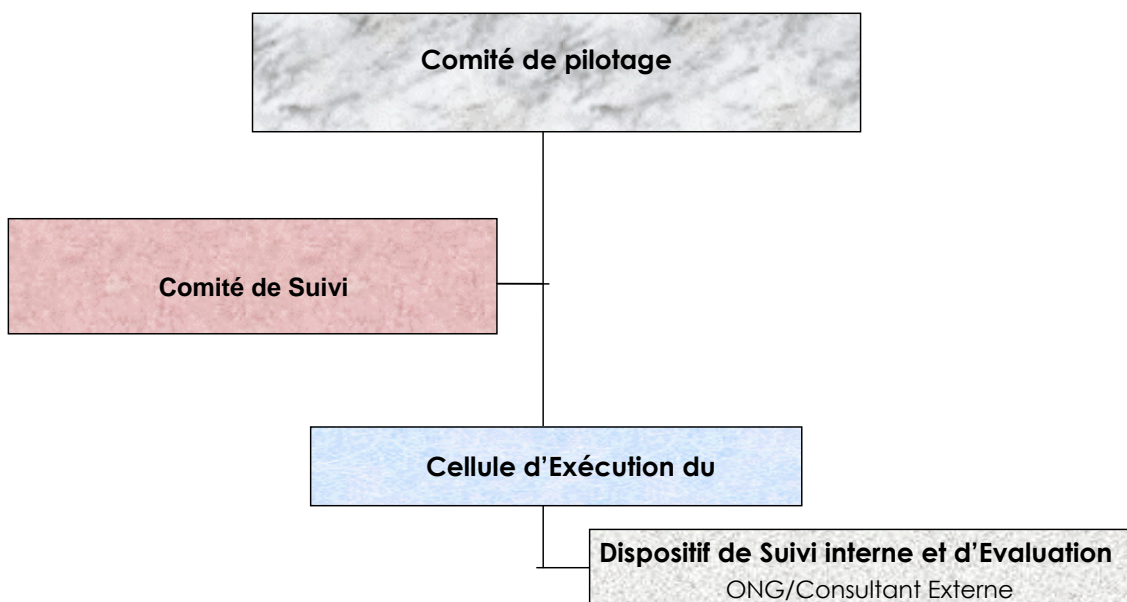 Comité de pilotage
Comité de Suivi
Cellule d’Exécution du
Dispositif de Suivi interne et d’Evaluation
ONG/Consultant Externe